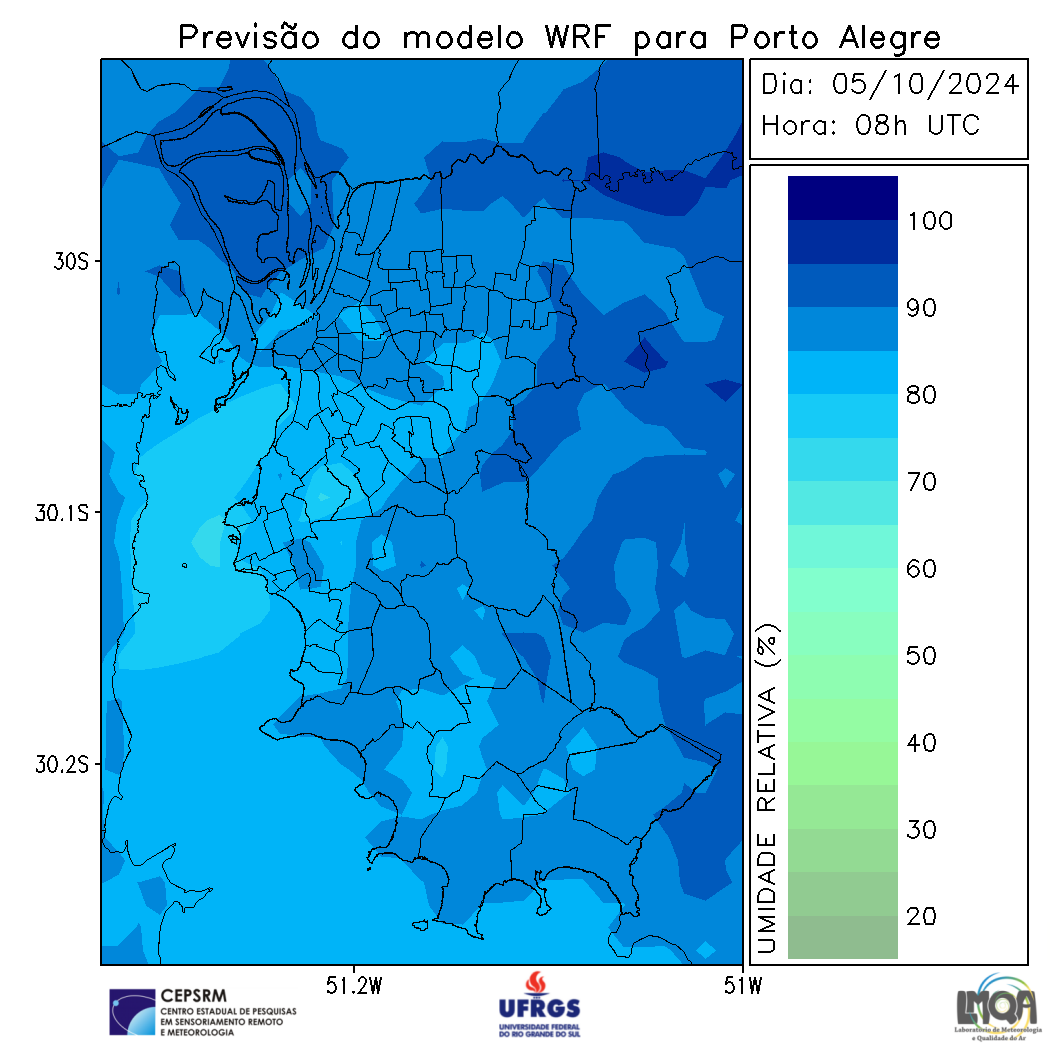 Previsão do modelo WRF para Porto Alegre
Dia: 05/10/2024
Hora: 08h UTC
30S
30.1S
30.2S
51.2W
51W
100
90
80
70
60
50
40
30
20
UMIDADE RELATIVA (%)
CEPSRM
CENTRO ESTADUAL DE PESQUISAS
EM SENSORIAMENTO REMOTO
E METEOROLOGIA
UFRGS
UNIVERSIDADE FEDERAL
DO RIO GRANDE DO SUL
LMQA
Laboratório de Meteorologia
e Qualidade do Ar